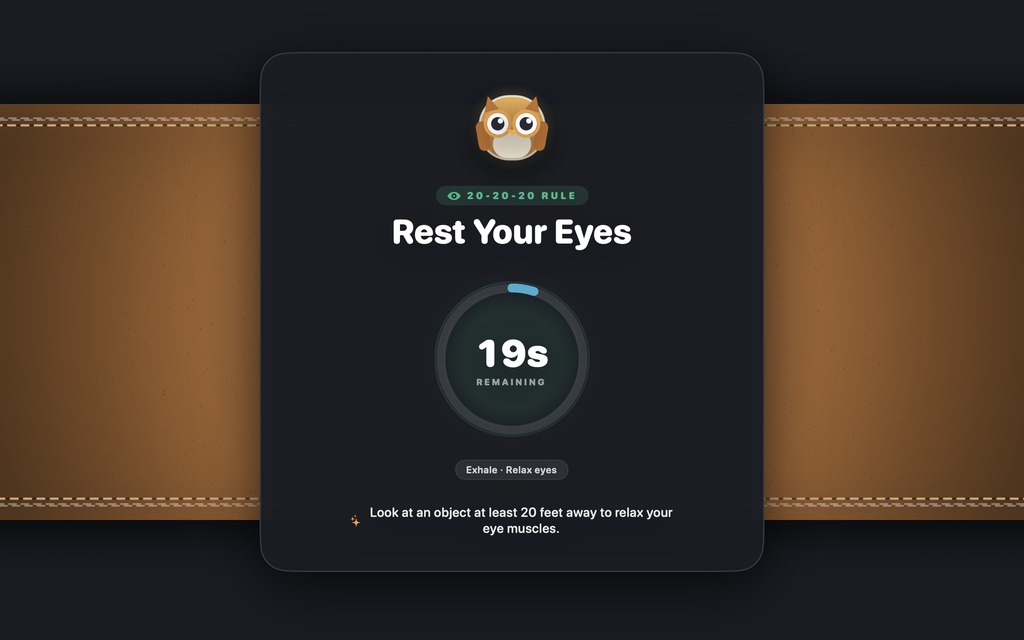 20-20-20 RULE
Rest Your Eyes
19s
REMAINING
Exhale · Relax eyes
Look at an object at least 20 feet away to relax your
eye muscles.